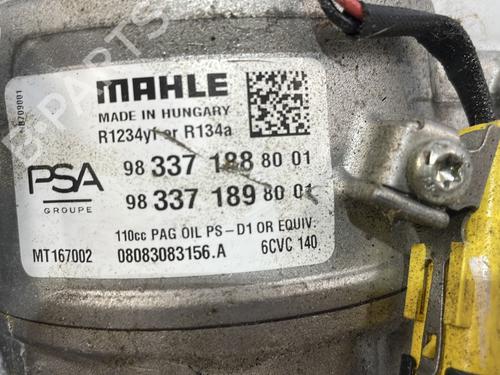 MAHLE
MADE IN HUNGARY
R1234yf or R134a
98 337 188 80 01
98 337 189 80 01
PSA
GROUPE
110cc PAG OIL PS-D1 OR EQUIV.
MT167002 08083083156.A 6CVC 140
B-PARTS